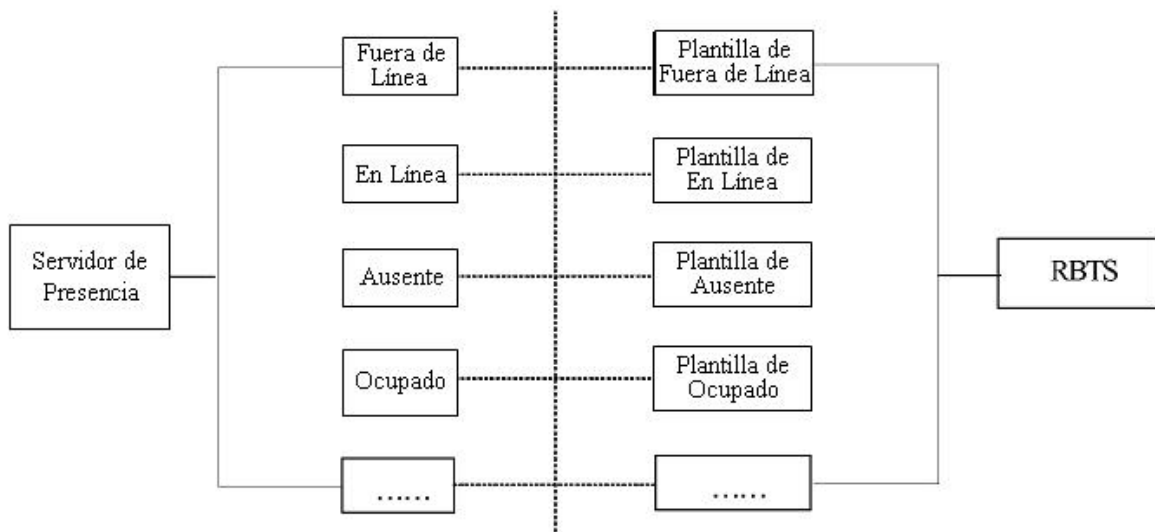 Fuera de
Línea
Plantilla de
Fuera de Línea
En Línea
Plantilla de
En Línea
Servidor de
Presencia
Ausente
Plantilla de
Ausente
RBTS
Ocupado
Plantilla de
Ocupado
……
……